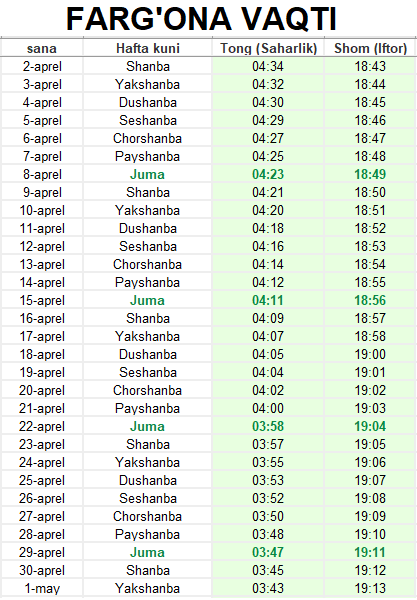 FARG'ONA VAQTI
sana Hafta kuni Tong (Saharlik) Shom (Iftor)
2-aprel Shanba 04:34 18:43
3-aprel Yakshanba 04:32 18:44
4-aprel Dushanba 04:30 18:45
5-aprel Seshanba 04:29 18:46
6-aprel Chorshanba 04:27 18:47
7-aprel Payshanba 04:25 18:48
8-aprel Juma 04:23 18:49
9-aprel Shanba 04:21 18:50
10-aprel Yakshanba 04:20 18:51
11-aprel Dushanba 04:18 18:52
12-aprel Seshanba 04:16 18:53
13-aprel Chorshanba 04:14 18:54
14-aprel Payshanba 04:12 18:55
15-aprel Juma 04:11 18:56
16-aprel Shanba 04:09 18:57
17-aprel Yakshanba 04:07 18:58
18-aprel Dushanba 04:05 19:00
19-aprel Seshanba 04:04 19:01
20-aprel Chorshanba 04:02 19:02
21-aprel Payshanba 04:00 19:03
22-aprel Juma 03:58 19:04
23-aprel Shanba 03:57 19:05
24-aprel Yakshanba 03:55 19:06
25-aprel Dushanba 03:53 19:07
26-aprel Seshanba 03:52 19:08
27-aprel Chorshanba 03:50 19:09
28-aprel Payshanba 03:48 19:10
29-aprel Juma 03:47 19:11
30-aprel Shanba 03:45 19:12
1-may Yakshanba 03:43 19:13